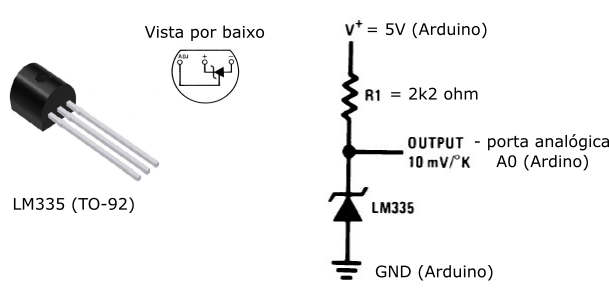 Vista por baixo
ADJ + −
LM335 (TO-92)
V+ = 5V (Arduino)
R1 = 2k2 ohm
OUTPUT - porta analógica
10 mV/°K A0 (Ardino)
LM335
GND (Arduino)